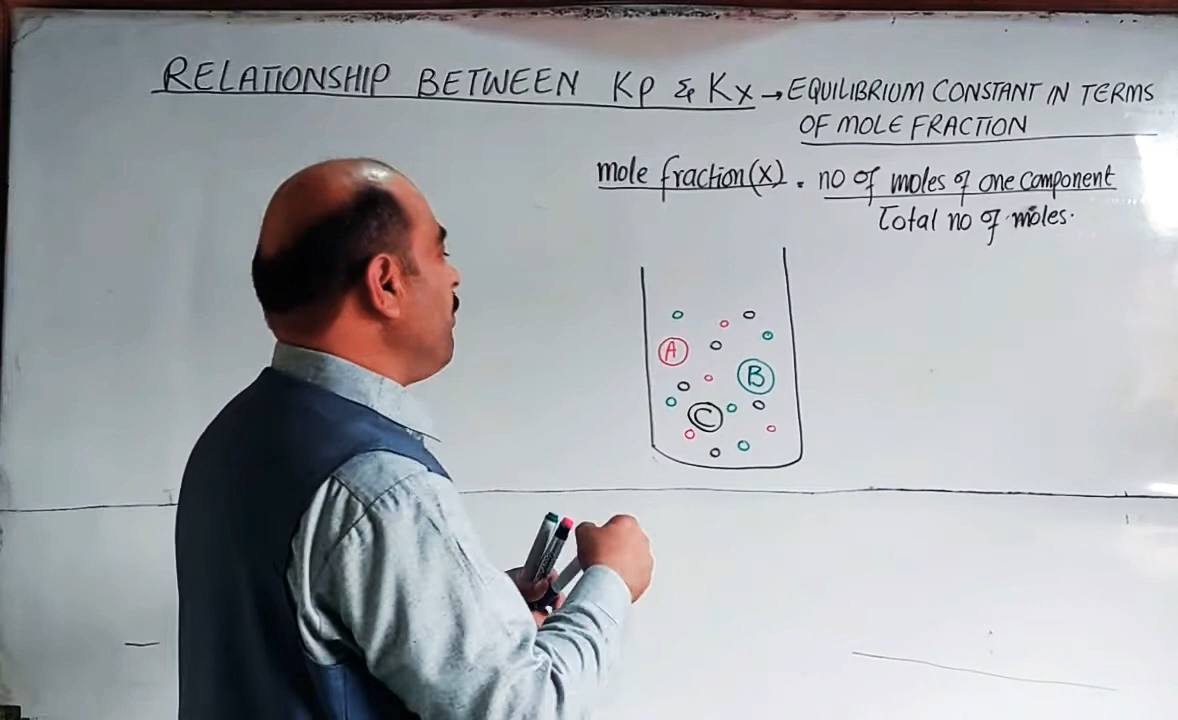 RELATIONSHIP BETWEEN Kp & Kx → EQUILIBRIUM CONSTANT IN TERMS
OF MOLE FRACTION
mole fraction(x) = no of moles of one component
Total no of moles.
A
B
C